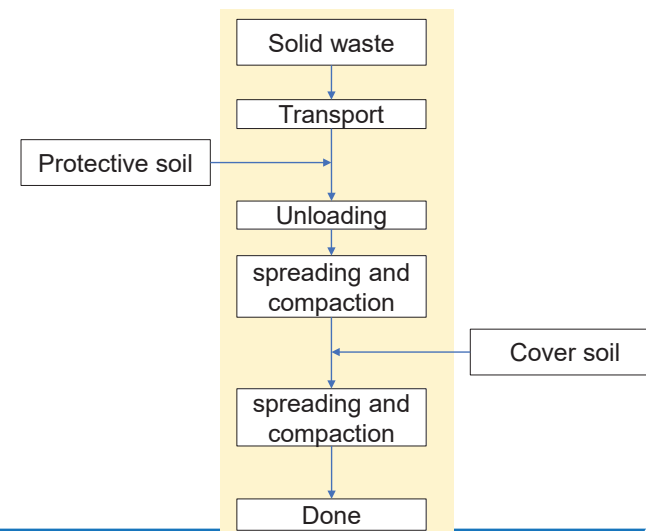 Solid waste
Transport
Protective soil
Unloading
spreading and
compaction
Cover soil
spreading and
compaction
Done